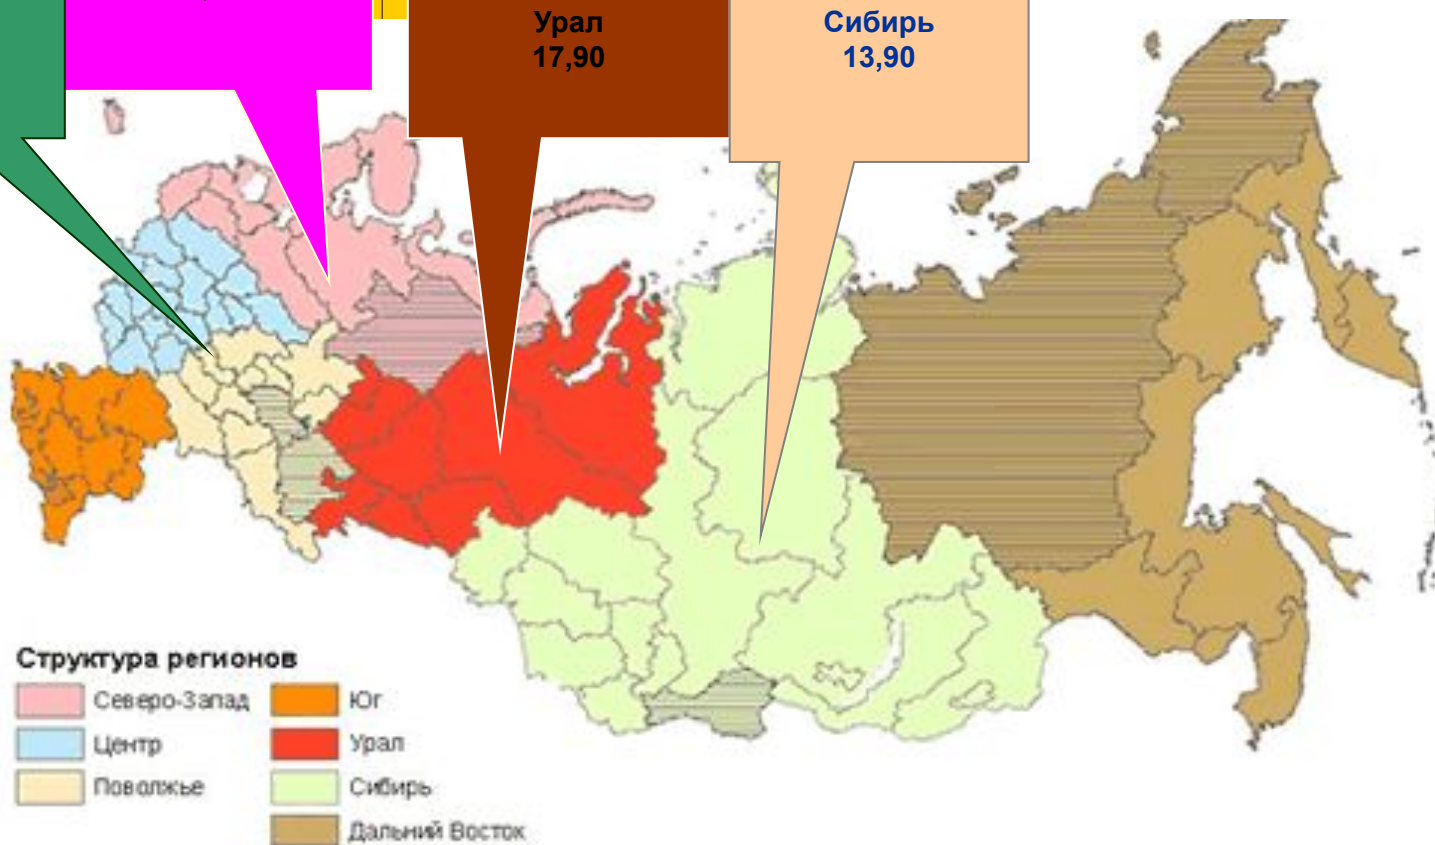 Урал
17,90
Сибирь
13,90
Структура регионов
Северо-Запад
Центр
Поволжье
Юг
Урал
Сибирь
Дальний Восток